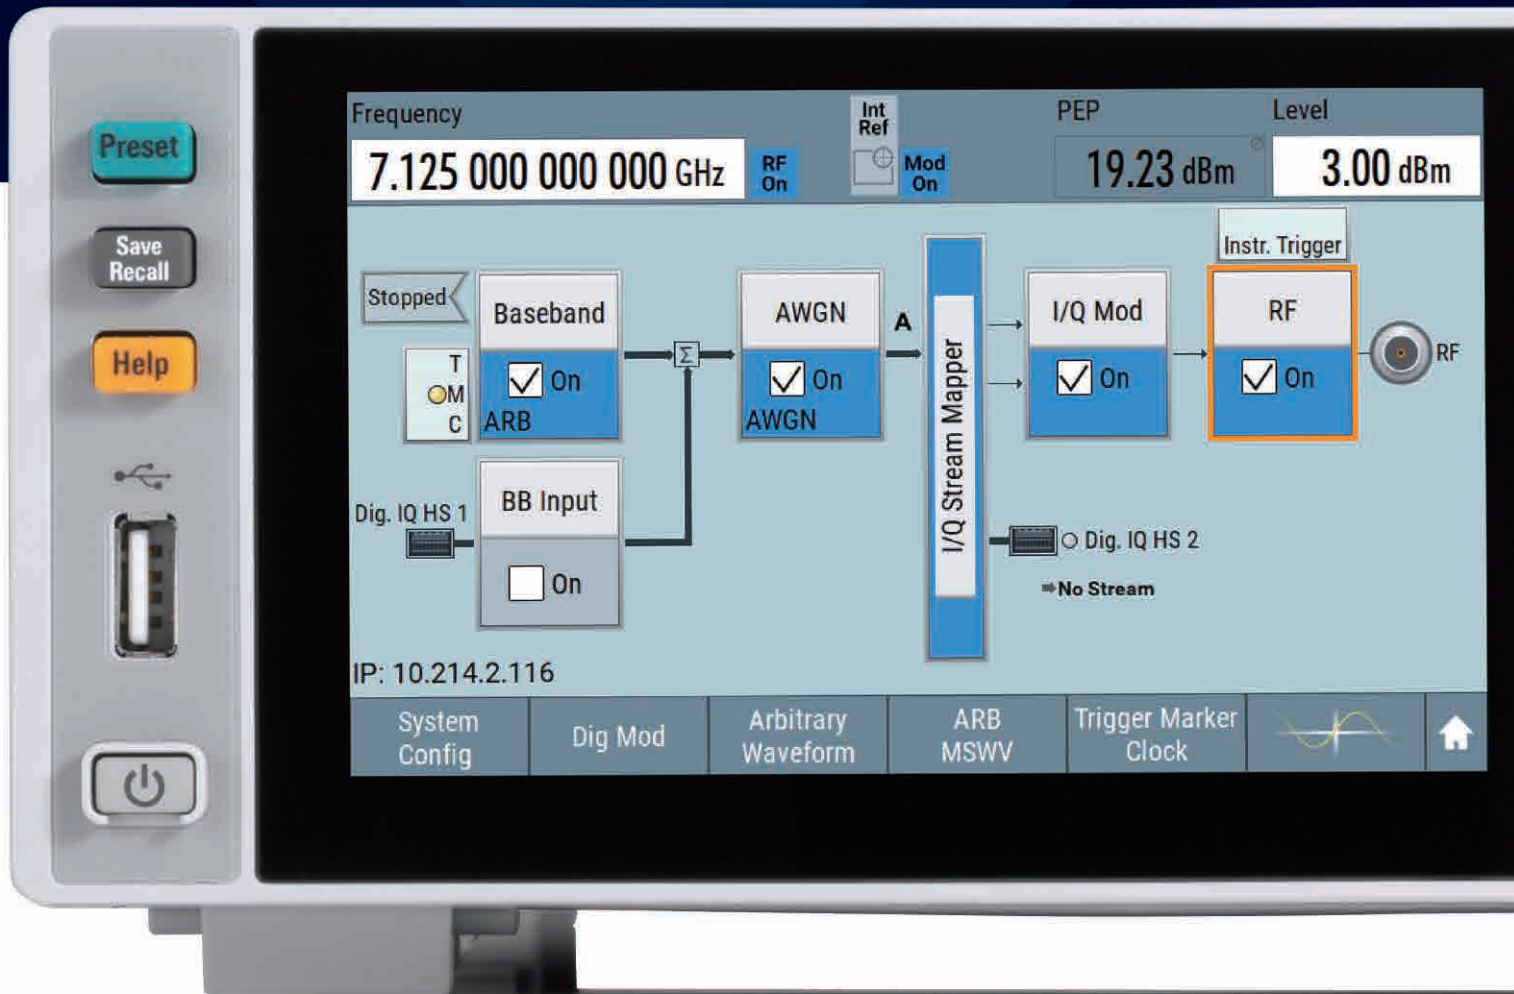 Preset
Save
Recall
Help
Frequency
7.125 000 000 000 GHz
RF
On
Int
Ref
Mod
On
PEP
19.23 dBm
Level
3.00 dBm
Instr. Trigger
Stopped
Baseband
On
ARB
T
M
C
Σ
AWGN
On
AWGN
A
I/Q Stream Mapper
I/Q Mod
On
RF
On
RF
Dig. IQ HS 1
BB Input
On
Dig. IQ HS 2
No Stream
IP: 10.214.2.116
System
Config
Dig Mod
Arbitrary
Waveform
ARB
MSWV
Trigger Marker
Clock